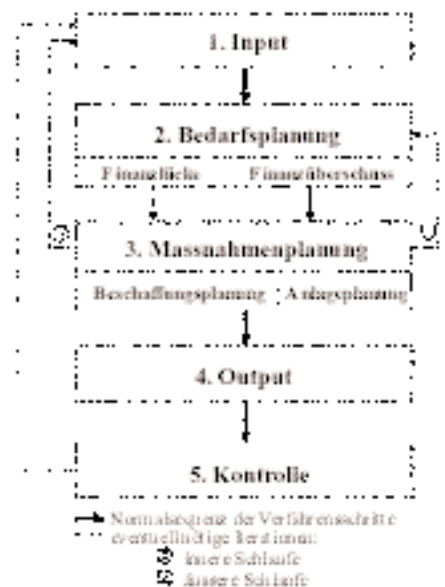 1. Input
2. Bedarfsplanung
Finanzlücke Finanzüberschuss
3. Massnahmenplanung
Beschaffungsplanung Anlageplanung
4. Output
5. Kontrolle
Normalsequenz der Verfahrensschritte
eventuell nötige Iteration:
innere Schlaufe
äussere Schlaufe